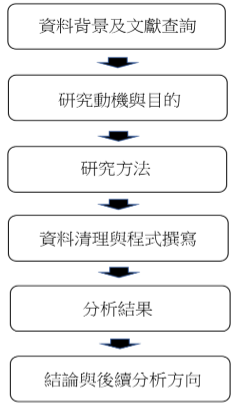 資料背景及文獻查詢
研究動機與目的
研究方法
資料清理與程式撰寫
分析結果
結論與後續分析方向